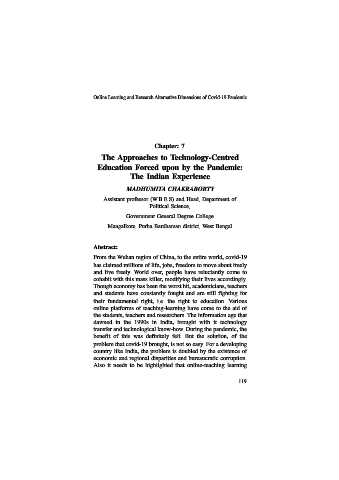 Online Learning and Research Alternative Dimensions of Covid-19 Pandemic
Chapter: 7
The Approaches to Technology-Centred
Education Forced upon by the Pandemic:
The Indian Experience
MADHUMITA CHAKRABORTY
Assistant professor (W B E S) and Head, Department of
Political Science,
Government General Degree College
Mangalkote, Purba Bardhaman district, West Bengal
Abstract:
From the Wuhan region of China, to the entire world, covid-19
has claimed millions of life, jobs, freedom to move about freely
and live freely. World over, people have reluctantly come to
cohabit with this mass killer, modifying their lives accordingly.
Though economy has been the worst hit, academicians, teachers
and students have constantly fought and are still fighting for
their fundamental right, i.e. the right to education. Various
online platforms of teaching-learning have come to the aid of
the students, teachers and researchers. The information age that
dawned in the 1990s in India, brought with it technology
transfer and technological know-how. During the pandemic, the
benefit of this was definitely felt. But the solution, of the
problem that covid-19 brought, is not so easy. For a developing
country like India, the problem is doubled by the existence of
economic and regional disparities and bureaucratic corruption.
Also it needs to be highlighted that online-teaching learning
119